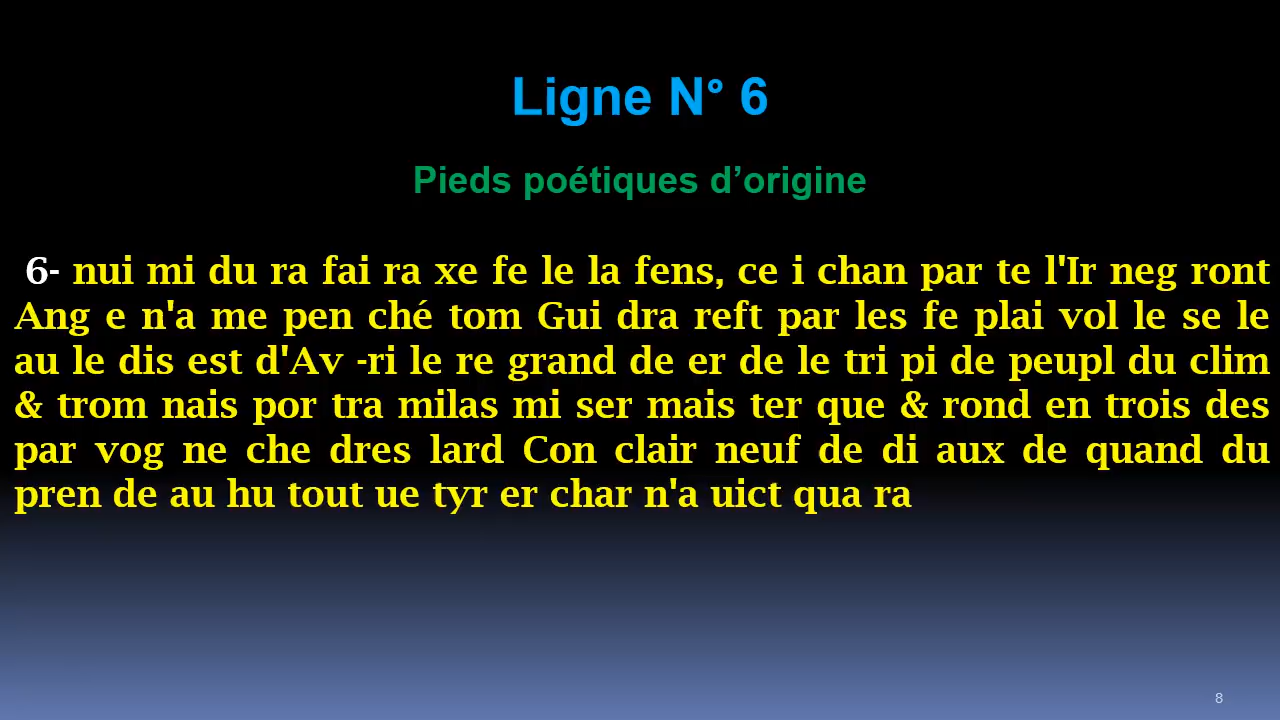 Ligne N° 6
Pieds poétiques d’origine
6- nui mi du ra fai ra xe fe le la fens, ce i chan par te l'Ir neg ront
Ang e n'a me pen ché tom Gui dra reft par les fe plai vol le se le
au le dis est d'Av -ri le re grand de er de le tri pi de peupl du clim
& trom nais por tra milas mi ser mais ter que & rond en trois des
par vog ne che dres lard Con clair neuf de di aux de quand du
pren de au hu tout ue tyr er char n'a uict qua ra
8